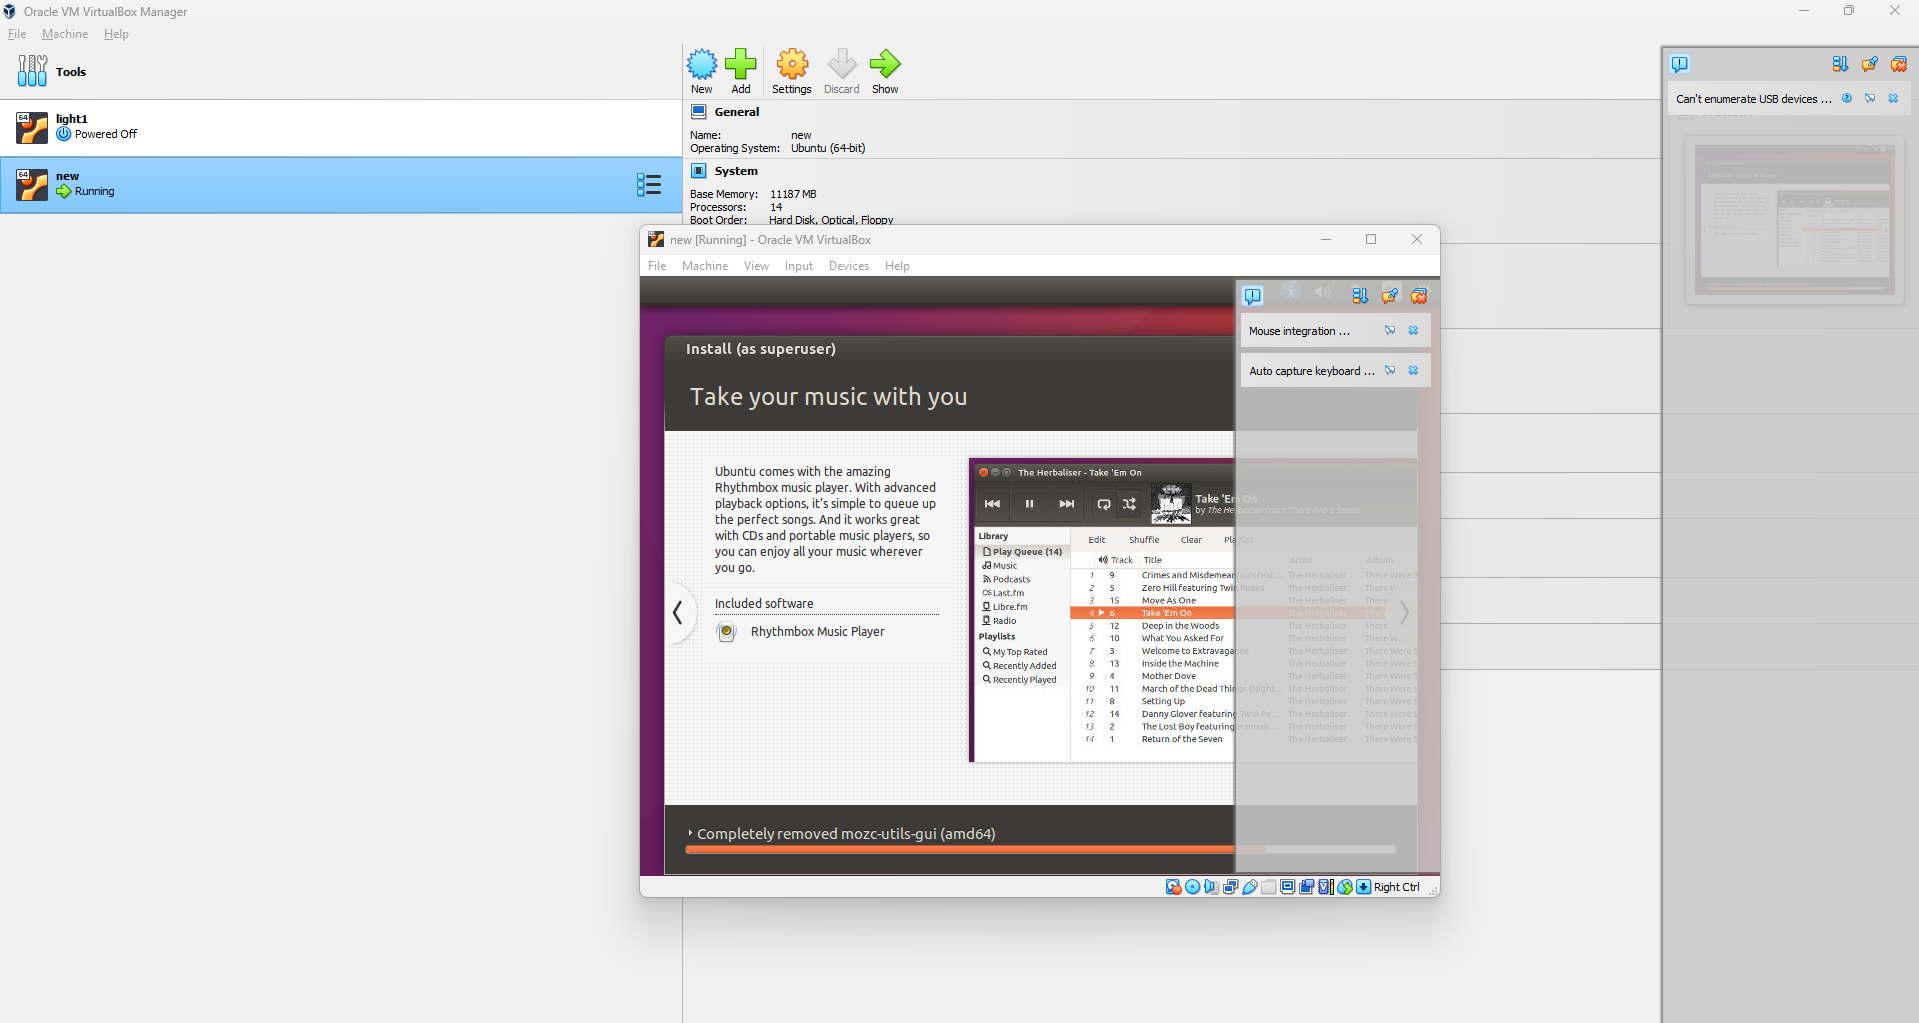 Oracle VM VirtualBox Manager
File Machine Help
Tools
New Add Settings Discard Show
64 light1
Powered Off
64 new
Running
General
Name: new
Operating System: Ubuntu (64-bit)
System
Base Memory: 11187 MB
Processors: 14
Boot Order: Hard Disk, Optical, Floppy
Can't enumerate USB devices ...
new [Running] - Oracle VM VirtualBox
File Machine View Input Devices Help
Mouse integration ...
Auto capture keyboard ...
Install (as superuser)
Take your music with you
Ubuntu comes with the amazing
Rhythmbox music player. With advanced
playback options, it's simple to queue up
the perfect songs. And it works great
with CDs and portable music players, so
you can enjoy all your music wherever
you go.
Included software
Rhythmbox Music Player
The Herbaliser - Take 'Em On
Take 'Em On
by The Herbaliser from There Were Seven
Library
Play Queue (14)
Music
Podcasts
Last.fm
Libre.fm
Radio
Playlists
My Top Rated
Recently Added
Recently Played
Edit Shuffle Clear Playlist
Track Title Artist Album
1 9 Crimes and Misdemeanours feat... The Herbaliser There Were S
2 5 Zero Hill featuring Twin Peaks The Herbaliser There W
3 15 Move As One The Herbaliser There
4 6 Take 'Em On The Herbaliser There
5 12 Deep in the Woods The Herbaliser There
6 10 What You Asked For The Herbaliser There W
7 3 Welcome to Extravagance The Herbaliser There Were S
8 13 Inside the Machine The Herbaliser There Were S
9 4 Mother Dove The Herbaliser There Were S
10 11 March of the Dead Things (Night... The Herbaliser There Were S
11 8 Setting Up The Herbaliser There Were S
12 14 Danny Glover featuring Twin Pe... The Herbaliser There Were S
13 2 The Lost Boy featuring Hannah ... The Herbaliser There Were S
14 1 Return of the Seven The Herbaliser There Were S
Completely removed mozc-utils-gui (amd64)
Right Ctrl